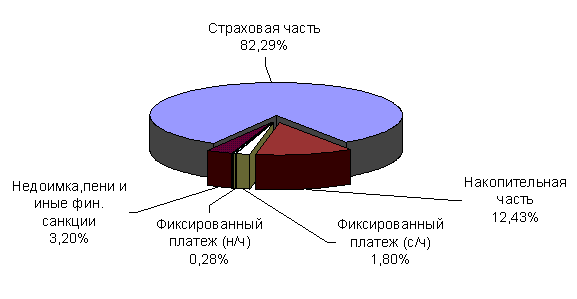 Страховая часть
82,29%
Накопительная
часть
12,43%
Фиксированный
платеж (с/ч)
1,80%
Фиксированный
платеж (н/ч)
0,28%
Недоимка,пени и
иные фин.
санкции
3,20%